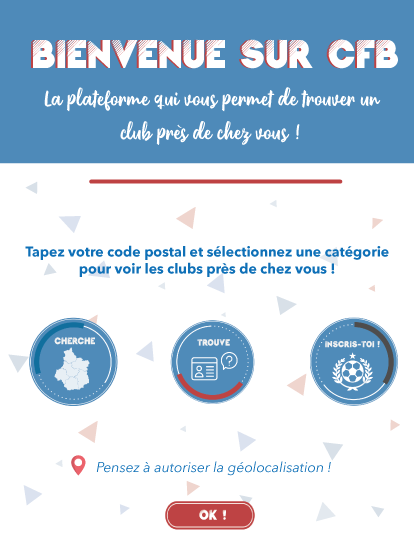 BIENVENUE SUR CFB
La plateforme qui vous permet de trouver un
club près de chez vous !
Tapez votre code postal et sélectionnez une catégorie
pour voir les clubs près de chez vous !
CHERCHE
TROUVE
?
INSCRIS-TOI !
Pensez à autoriser la géolocalisation !
OK !